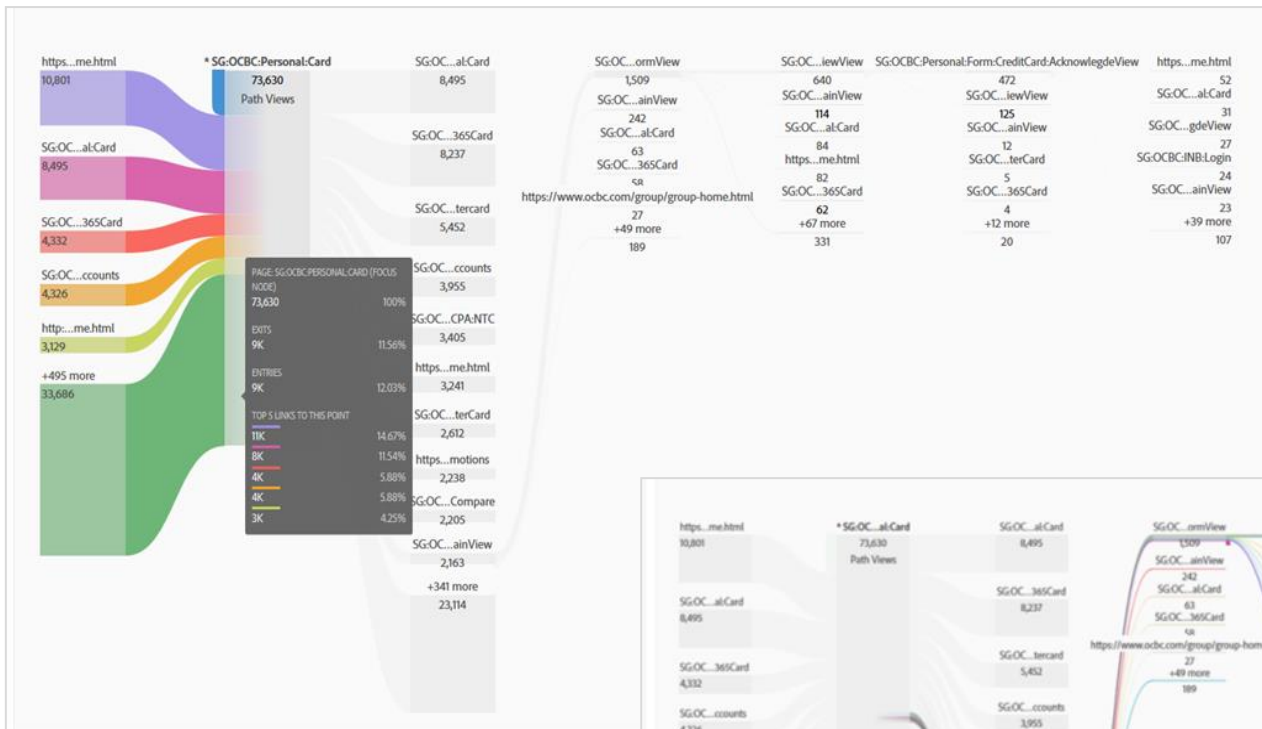 https...me.html
10,801
SG:OC...al:Card
8,495
SG:OC...365Card
4,332
SG:OC...ccounts
4,326
http:...me.html
3,129
+495 more
33,686
* SG:OCBC:Personal:Card
73,630
Path Views
PAGE: SG:OCBC:PERSONAL:CARD (FOCUS
NODE)
73,630 100%
EXITS
9K 11.56%
ENTRIES
9K 12.03%
TOP 5 LINKS TO THIS POINT
11K 14.67%
8K 11.54%
4K 5.88%
4K 5.88%
3K 4.25%
SG:OC...al:Card
8,495
SG:OC...365Card
8,237
SG:OC...tercard
5,452
SG:OC...ccounts
3,955
SG:OC...CPA:NTC
3,405
https...me.html
3,241
SG:OC...terCard
2,612
https...motions
2,238
SG:OC...Compare
2,205
SG:OC...ainView
2,163
+341 more
23,114
SG:OC...ormView
1,509
SG:OC...ainView
242
SG:OC...al:Card
63
SG:OC...365Card
58
https://www.ocbc.com/group/group-home.html
27
+49 more
189
SG:OC...iewView
640
SG:OC...ainView
114
SG:OC...al:Card
84
https...me.html
82
SG:OC...365Card
62
+67 more
331
SG:OCBC:Personal:Form:CreditCard:AcknowlegdeView
472
SG:OC...iewView
125
SG:OC...ainView
12
SG:OC...terCard
5
SG:OC...365Card
4
+12 more
20
https...me.html
52
SG:OC...al:Card
31
SG:OC...gdeView
27
SG:OCBC:INB:Login
24
SG:OC...ainView
23
+39 more
107
https...me.html
10,801
SG:OC...al:Card
8,495
SG:OC...365Card
4,332
SG:OC...ccounts
* SG:OC...al:Card
73,630
Path Views
SG:OC...al:Card
8,495
SG:OC...365Card
8,237
SG:OC...tercard
5,452
SG:OC...ccounts
3,955
SG:OC...ormView
1,509
SG:OC...ainView
242
SG:OC...al:Card
63
SG:OC...365Card
58
https://www.ocbc.com/group/group-hom
27
+49 more
189